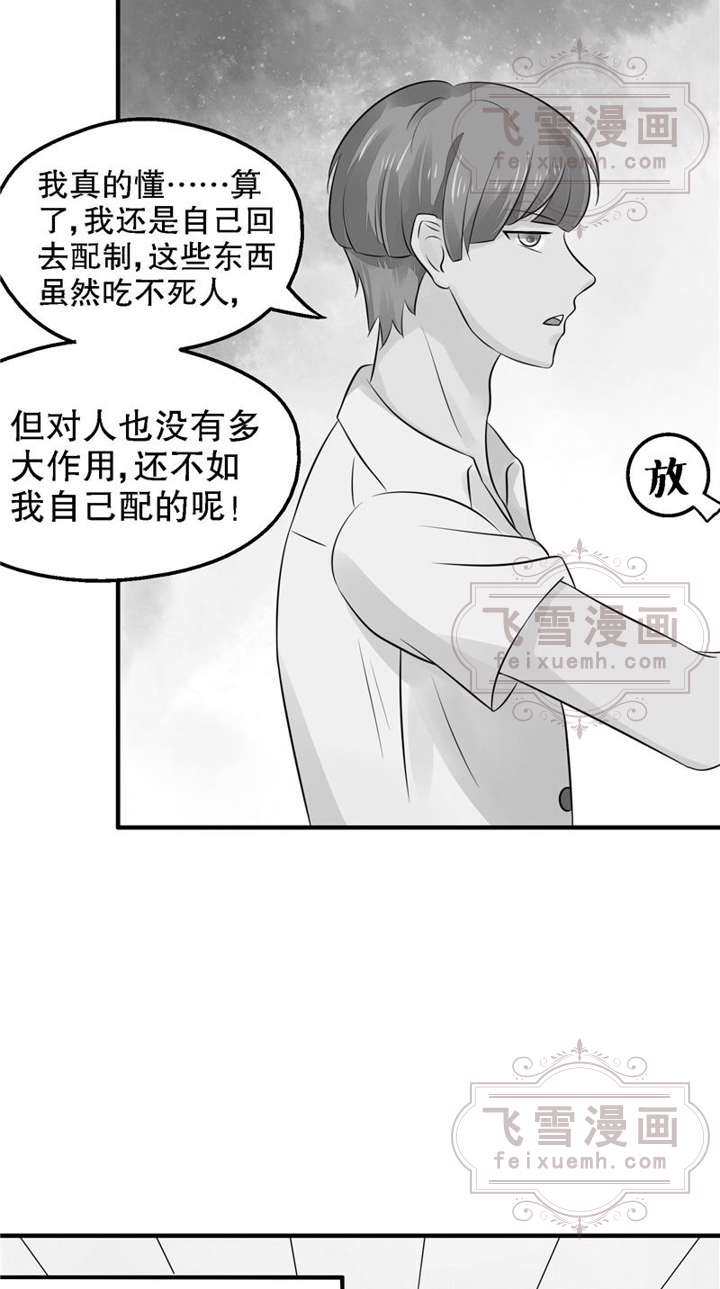 飞雪漫画
feixuemh.com
我真的懂……算
了,我还是自己回
去配制,这些东西
虽然吃不死人,
但对人也没有多
大作用,还不如
我自己配的呢!
放
飞雪漫画
feixuemh.com
飞雪漫画
feixuemh.com